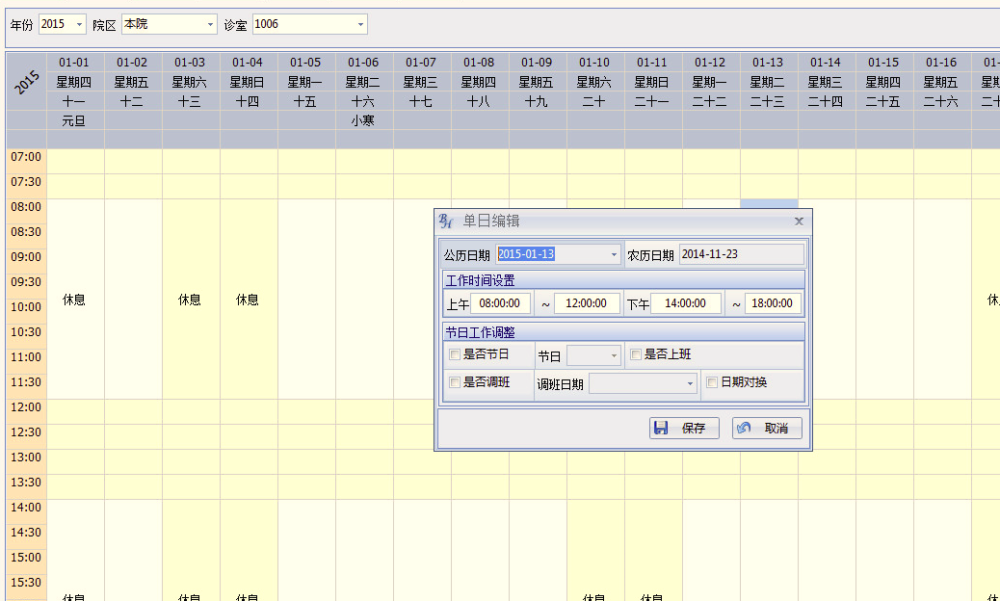 年份 2015 院区 本院 诊室 1006
2015
01-01 01-02 01-03 01-04 01-05 01-06 01-07 01-08 01-09 01-10 01-11 01-12 01-13 01-14 01-15 01-16
星期四 星期五 星期六 星期日 星期一 星期二 星期三 星期四 星期五 星期六 星期日 星期一 星期二 星期三 星期四 星期五
十一 十二 十三 十四 十五 十六 十七 十八 十九 二十 二十一 二十二 二十三 二十四 二十五 二十六
元旦 小寒
07:00
07:30
08:00
08:30
09:00
09:30
休息 休息 休息
10:00
10:30
11:00
11:30
12:00
12:30
13:00
13:30
14:00
14:30
15:00
15:30
休息 休息 休息 休息 休息
BH 单日编辑 x
公历日期 2015-01-13 农历日期 2014-11-23
工作时间设置
上午 08:00:00 ~ 12:00:00 下午 14:00:00 ~ 18:00:00
节日工作调整
是否节日 节日 是否上班
是否调班 调班日期 日期对换
保存 取消